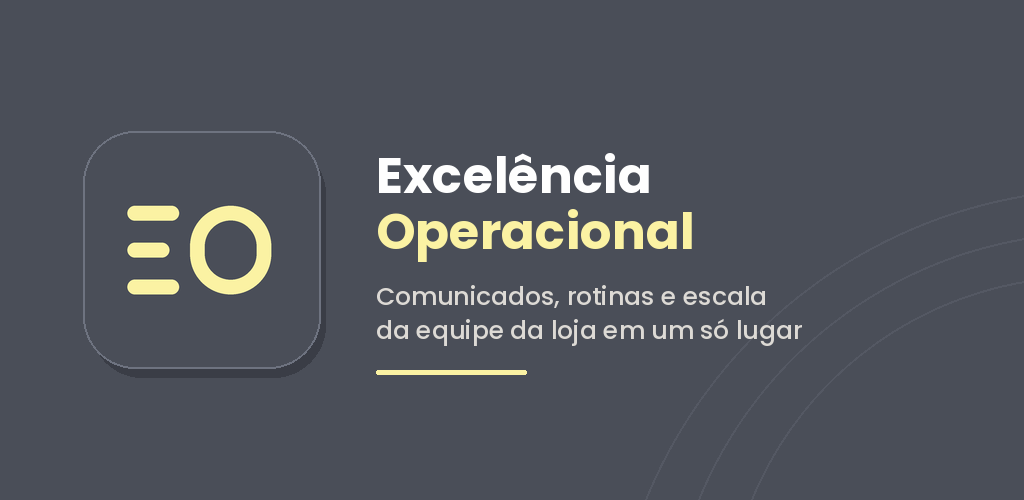 EO
Excelência
Operacional
Comunicados, rotinas e escala
da equipe da loja em um só lugar